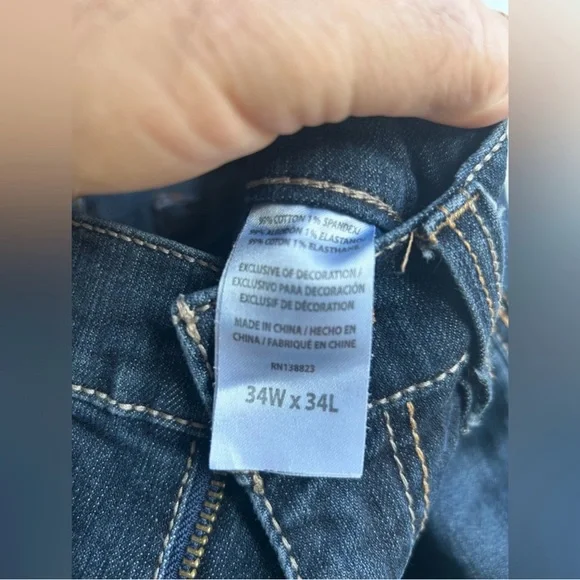 99% COTTON 1% SPANDEX/
99% ALGODON 1% ELASTANO/
99% COTON 1% ÉLASTHANNE
EXCLUSIVE OF DECORATION/
EXCLUSIVO PARA DECORACIÓN
EXCLUSIF DE DÉCORATION
MADE IN CHINA / HECHO EN
CHINA / FABRIQUÉ EN CHINE
RN138823
34W x 34L